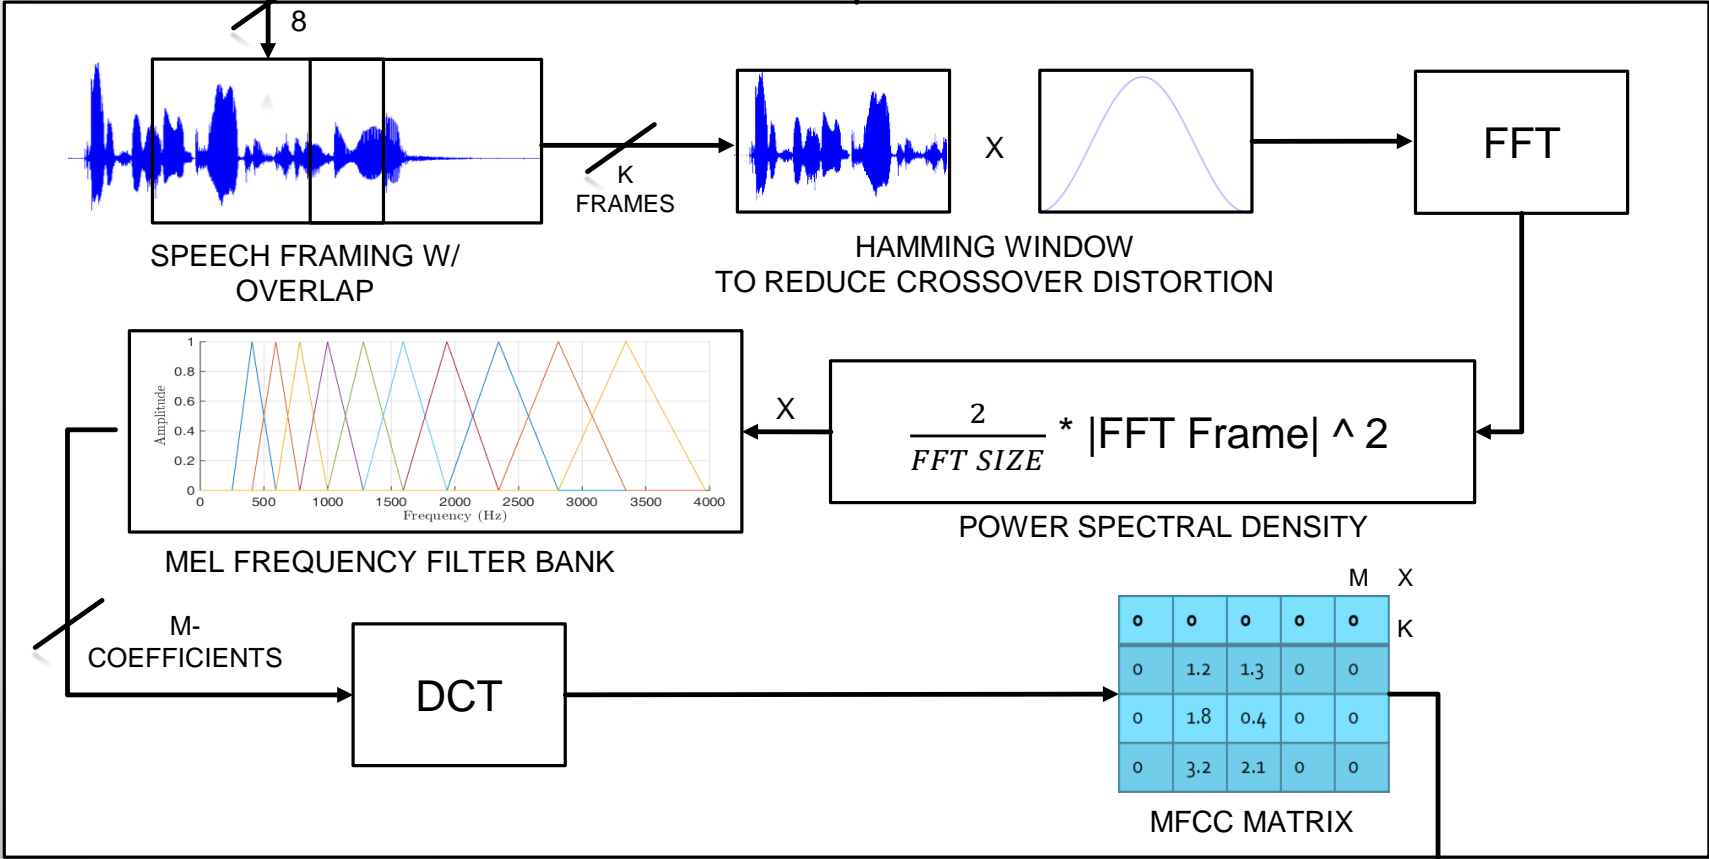 8
K
FRAMES
X
FFT
SPEECH FRAMING W/
OVERLAP
HAMMING WINDOW
TO REDUCE CROSSOVER DISTORTION
1
0.8
0.6
0.4
0.2
0
Amplitude
0 500 1000 1500 2000 2500 3000 3500 4000
Frequency (Hz)
MEL FREQUENCY FILTER BANK
X
2
FFT SIZE
* |FFT Frame| ^ 2
POWER SPECTRAL DENSITY
M-
COEFFICIENTS
DCT
M X
K
0 0 0 0 0
0 1.2 1.3 0 0
0 1.8 0.4 0 0
0 3.2 2.1 0 0
MFCC MATRIX